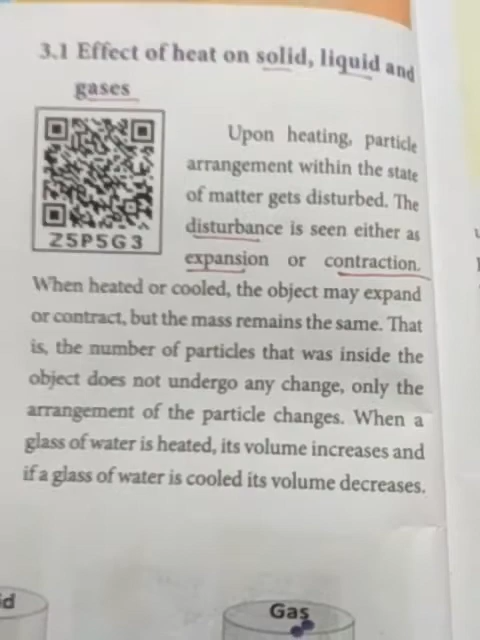 3.1 Effect of heat on solid, liquid and
gases
Z5P5G3
Upon heating, particle
arrangement within the state
of matter gets disturbed. The
disturbance is seen either as
expansion or contraction.
When heated or cooled, the object may expand
or contract, but the mass remains the same. That
is, the number of particles that was inside the
object does not undergo any change, only the
arrangement of the particle changes. When a
glass of water is heated, its volume increases and
if a glass of water is cooled its volume decreases.
Gas